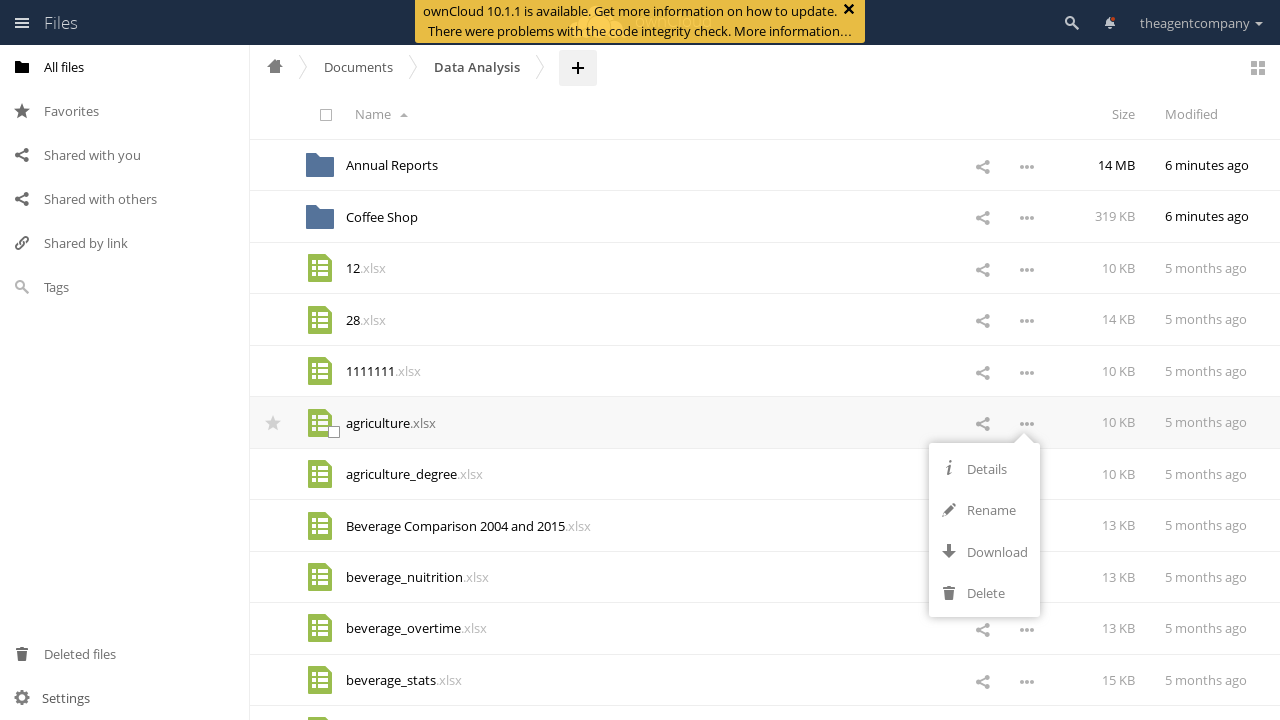 Files
ownCloud 10.1.1 is available. Get more information on how to update.
There were problems with the code integrity check. More information…
theagentcompany
All files
Favorites
Shared with you
Shared with others
Shared by link
Tags
Deleted files
Settings
Documents
Data Analysis
+
Name
Size
Modified
Annual Reports
14 MB
6 minutes ago
Coffee Shop
319 KB
6 minutes ago
12.xlsx
10 KB
5 months ago
28.xlsx
14 KB
5 months ago
1111111.xlsx
10 KB
5 months ago
agriculture.xlsx
10 KB
5 months ago
agriculture_degree.xlsx
10 KB
5 months ago
Beverage Comparison 2004 and 2015.xlsx
13 KB
5 months ago
beverage_nuitrition.xlsx
13 KB
5 months ago
beverage_overtime.xlsx
13 KB
5 months ago
beverage_stats.xlsx
15 KB
5 months ago
Details
Rename
Download
Delete